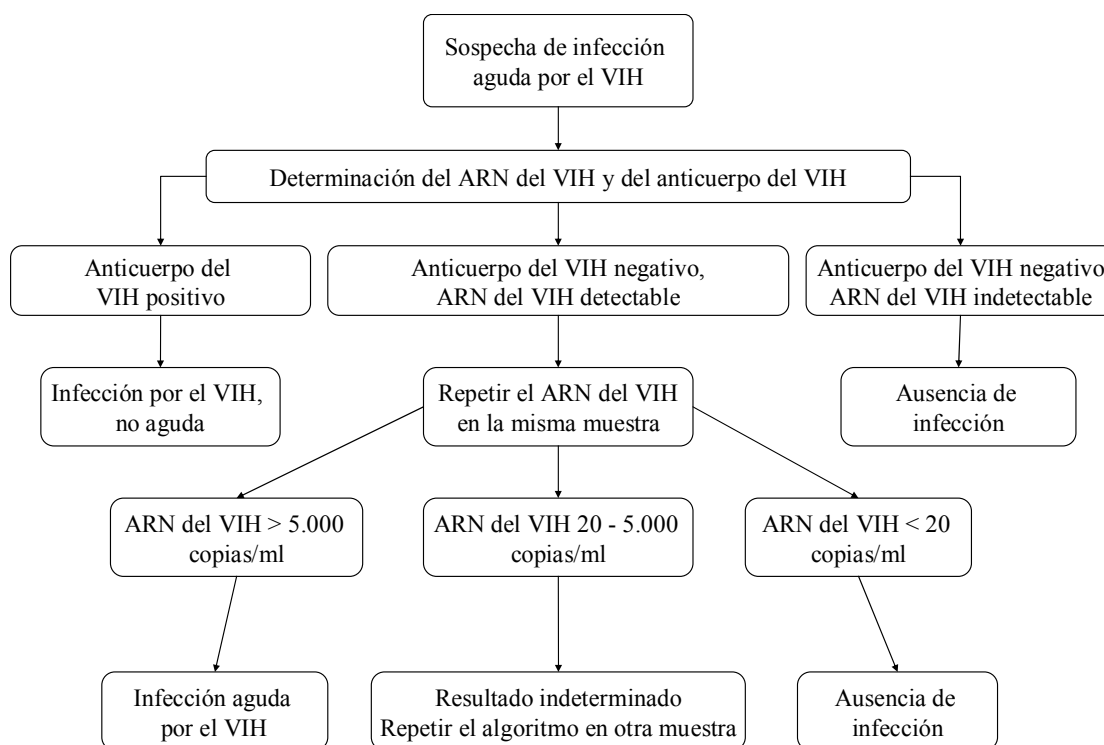 Sospecha de infección
aguda por el VIH
Determinación del ARN del VIH y del anticuerpo del VIH
Anticuerpo del
VIH positivo
Anticuerpo del VIH negativo,
ARN del VIH detectable
Anticuerpo del VIH negativo,
ARN del VIH indetectable
Infección por el VIH,
no aguda
Repetir el ARN del VIH
en la misma muestra
Ausencia de
infección
ARN del VIH > 5.000
copias/ml
ARN del VIH 20 - 5.000
copias/ml
ARN del VIH < 20
copias/ml
Infección aguda
por el VIH
Resultado indeterminado
Repetir el algoritmo en otra muestra
Ausencia de
infección